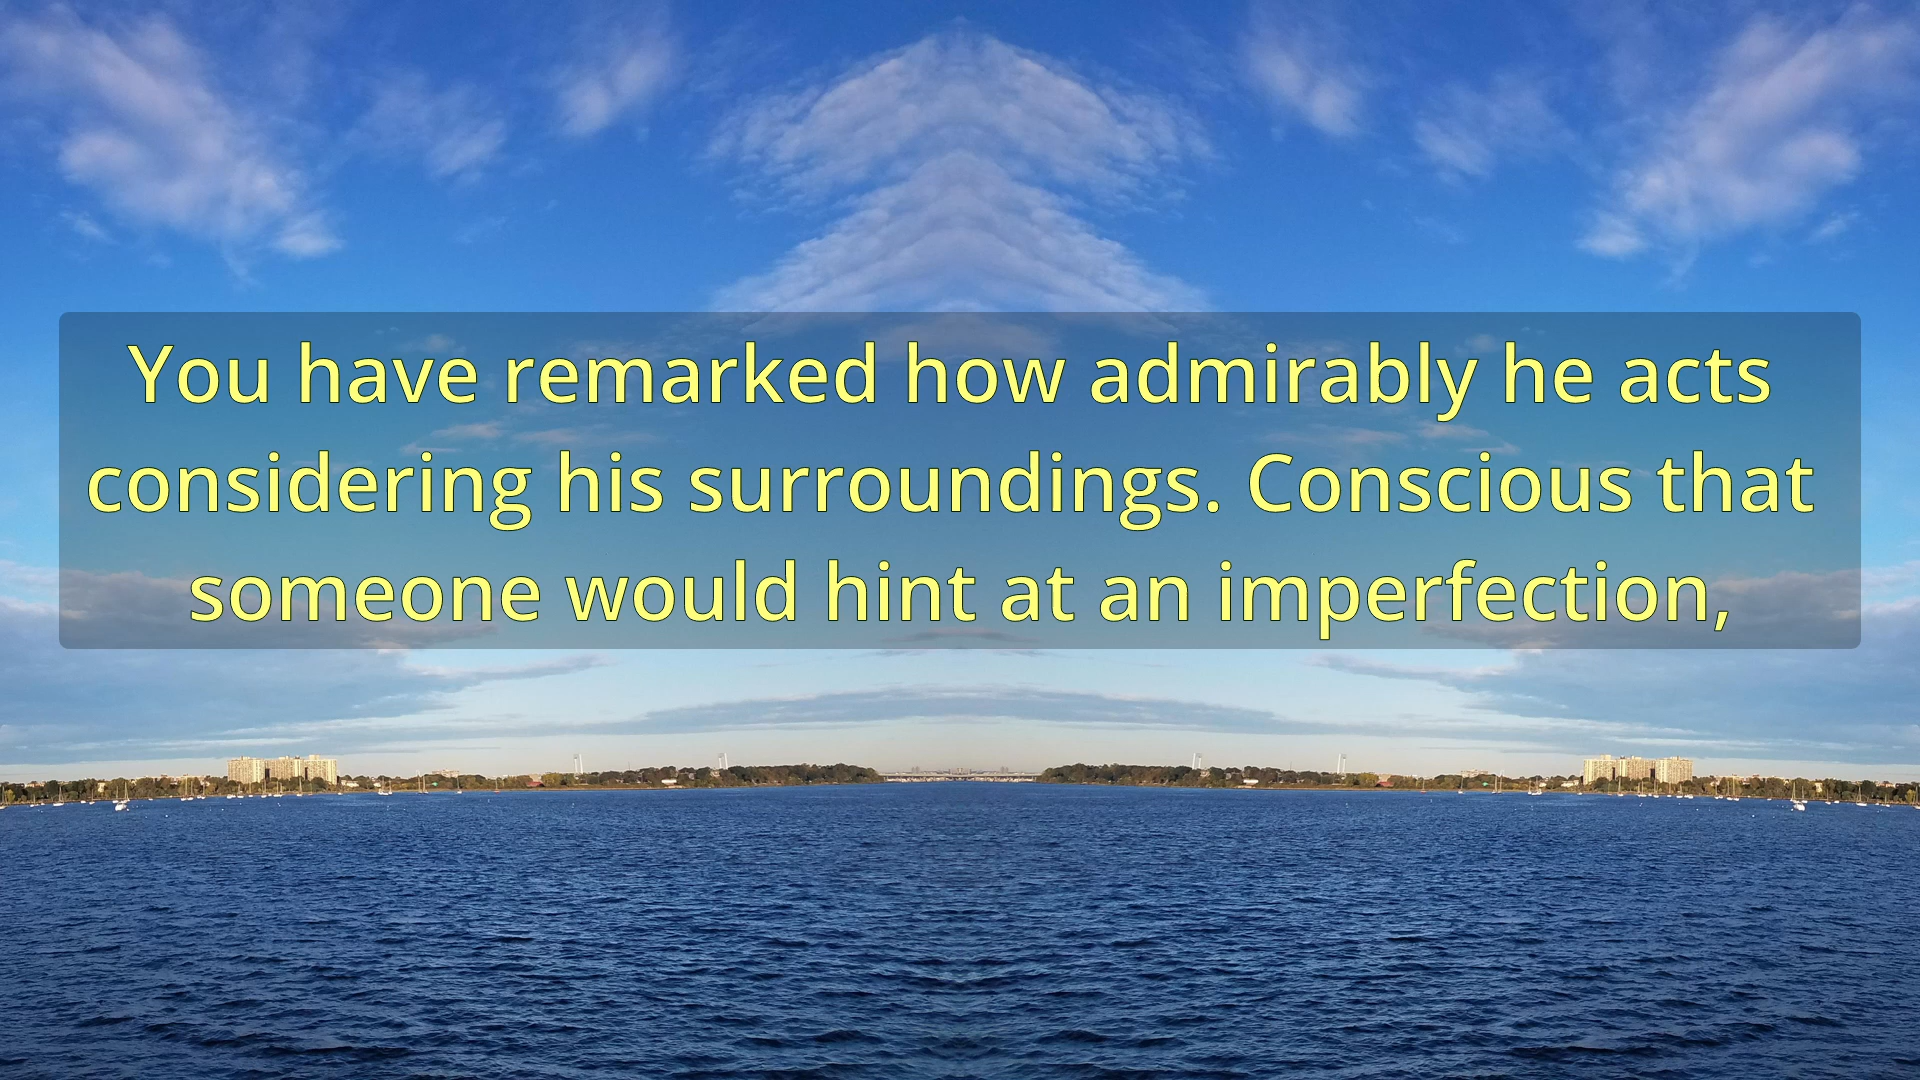 You have remarked how admirably he acts
considering his surroundings. Conscious that
someone would hint at an imperfection,